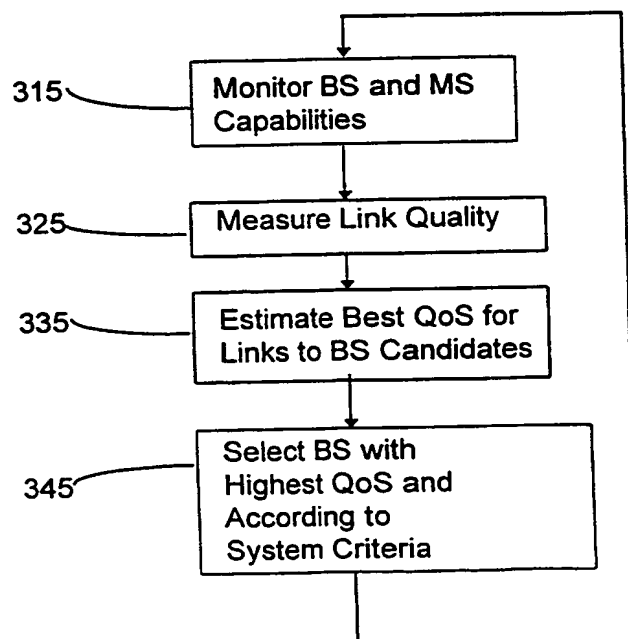 315
Monitor BS and MS
Capabilities
325
Measure Link Quality
335
Estimate Best QoS for
Links to BS Candidates
345
Select BS with
Highest QoS and
According to
System Criteria